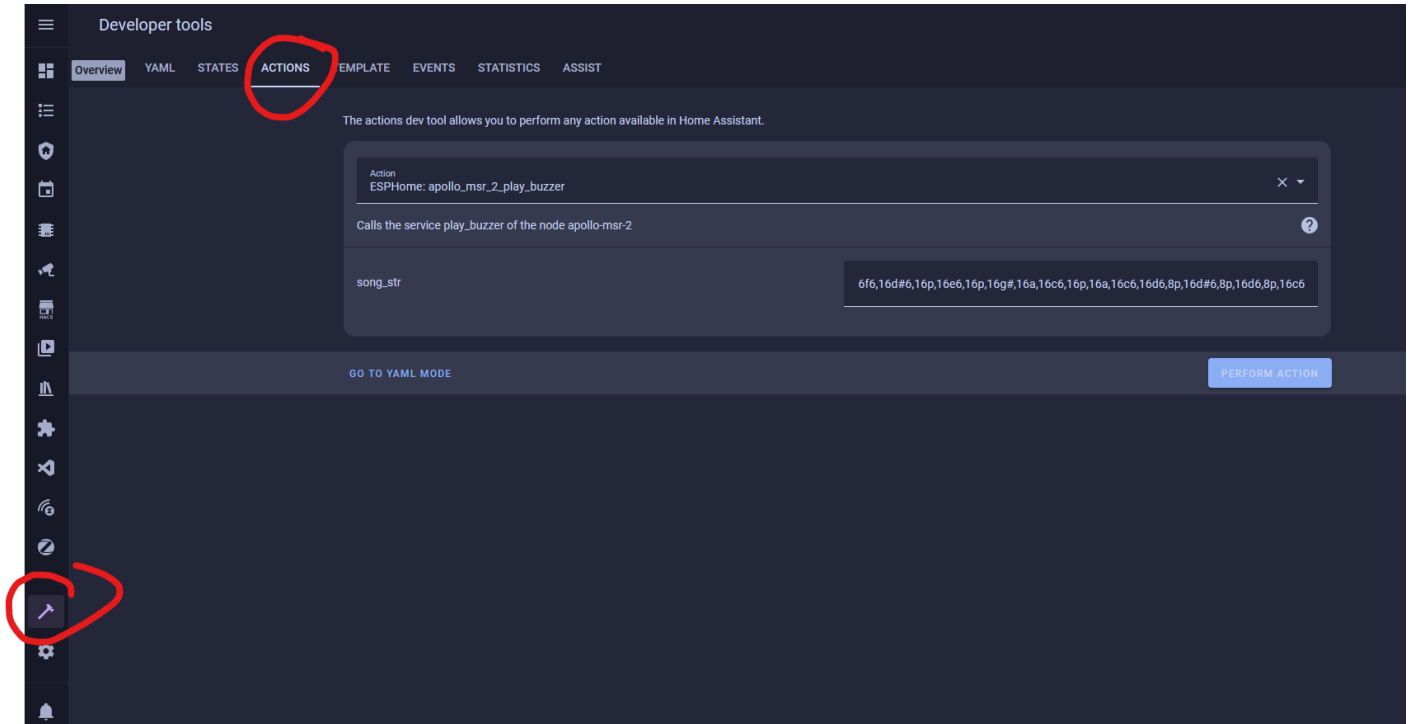 Developer tools
Overview YAML STATES ACTIONS TEMPLATE EVENTS STATISTICS ASSIST
The actions dev tool allows you to perform any action available in Home Assistant.
Action
ESPHome: apollo_msr_2_play_buzzer
Calls the service play_buzzer of the node apollo-msr-2
song_str
6f6,16d#6,16p,16e6,16p,16g#,16a,16c6,16p,16a,16c6,16d6,8p,16d#6,8p,16d6,8p,16c6
HACS
GO TO YAML MODE
PERFORM ACTION